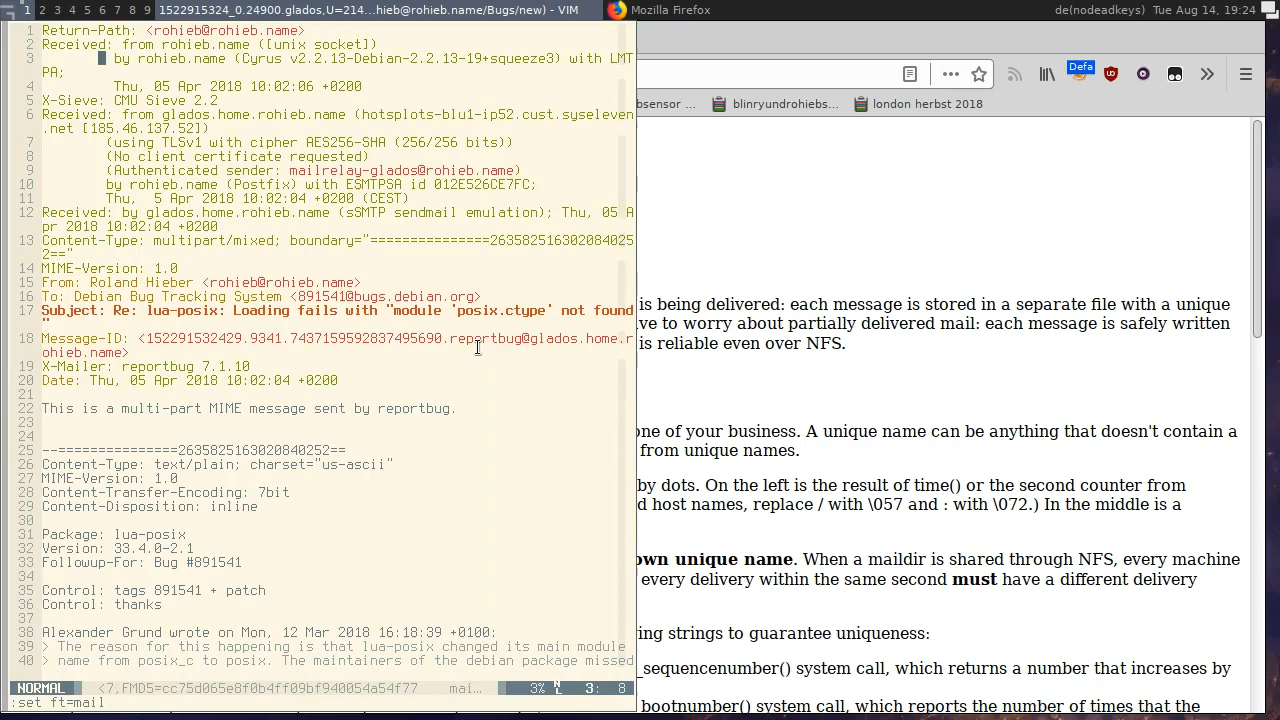 1 2 3 4 5 6 7 8 9 1522915324_0.24900.glados,U=214...hieb@rohieb.name/Bugs/new) - VIM Mozilla Firefox de(nodeadkeys) Tue Aug 14, 19:24
1 Return-Path: <rohieb@rohieb.name>
2 Received: from rohieb.name ([unix socket])
3 by rohieb.name (Cyrus v2.2.13-Debian-2.2.13-19+squeeze3) with LMT
PA;
4 Thu, 05 Apr 2018 10:02:06 +0200
5 X-Sieve: CMU Sieve 2.2
6 Received: from glados.home.rohieb.name (hotsplots-blu1-ip52.cust.syseleven
.net [185.46.137.52])
7 (using TLSv1 with cipher AES256-SHA (256/256 bits))
8 (No client certificate requested)
9 (Authenticated sender: mailrelay-glados@rohieb.name)
10 by rohieb.name (Postfix) with ESMTPSA id 012E526CE7FC;
11 Thu,  5 Apr 2018 10:02:04 +0200 (CEST)
12 Received: by glados.home.rohieb.name (sSMTP sendmail emulation); Thu, 05 A
pr 2018 10:02:04 +0200
13 Content-Type: multipart/mixed; boundary="===============263582516302084025
2=="
14 MIME-Version: 1.0
15 From: Roland Hieber <rohieb@rohieb.name>
16 To: Debian Bug Tracking System <891541@bugs.debian.org>
17 Subject: Re: lua-posix: Loading fails with "module 'posix.ctype' not found
"
18 Message-ID: <152291532429.9341.7437159592837495690.reportbug@glados.home.r
ohieb.name>
19 X-Mailer: reportbug 7.1.10
20 Date: Thu, 05 Apr 2018 10:02:04 +0200
21
22 This is a multi-part MIME message sent by reportbug.
23
24
25 --===============2635825163020840252==
26 Content-Type: text/plain; charset="us-ascii"
27 MIME-Version: 1.0
28 Content-Transfer-Encoding: 7bit
29 Content-Disposition: inline
30
31 Package: lua-posix
32 Version: 33.4.0-2.1
33 Followup-For: Bug #891541
34
35 Control: tags 891541 + patch
36 Control: thanks
37
38 Alexander Grund wrote on Mon, 12 Mar 2018 16:18:39 +0100:
39 > The reason for this happening is that lua-posix changed its main module
40 > name from posix_c to posix. The maintainers of the debian package missed
NORMAL <7,FMD5=cc75d065e8f0b4ff09bf940054a54f77 mai... 3% NL 3: 8
:set ft=mail
Defa
absensor ... blinryundrohiebs... london herbst 2018
is being delivered: each message is stored in a separate file with a unique
ve to worry about partially delivered mail: each message is safely written
is reliable even over NFS.
one of your business. A unique name can be anything that doesn't contain a
from unique names.
by dots. On the left is the result of time() or the second counter from
d host names, replace / with \057 and : with \072.) In the middle is a
own unique name. When a maildir is shared through NFS, every machine
every delivery within the same second must have a different delivery
ing strings to guarantee uniqueness:
_sequencenumber() system call, which returns a number that increases by
bootnumber() system call, which reports the number of times that the